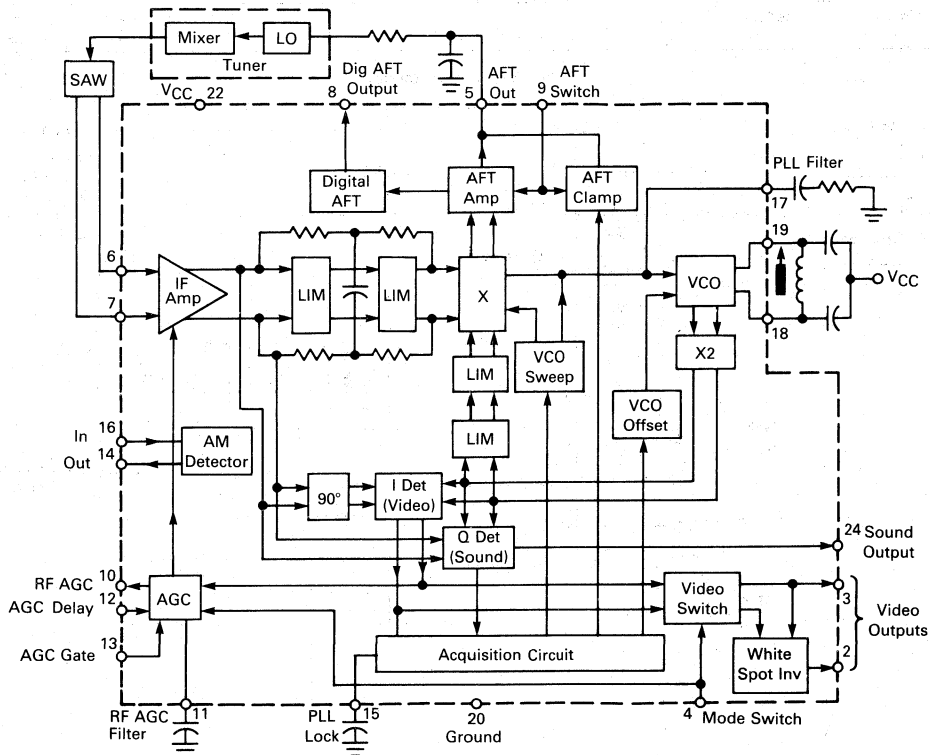 Mixer
LO
Tuner
SAW
VCC 22
Dig AFT
Output
8
AFT
Out
5
AFT
Switch
9
Digital
AFT
AFT
Amp
AFT
Clamp
PLL Filter
17
6
7
IF
Amp
LIM
LIM
X
VCO
19
18
VCC
X2
LIM
VCO
Sweep
VCO
Offset
LIM
In
16
Out
14
AM
Detector
90°
I Det
(Video)
Q Det
(Sound)
24 Sound
Output
RF AGC
10
AGC Delay
12
AGC
AGC Gate
13
Video
Switch
3
Video
Outputs
White
Spot Inv
2
Acquisition Circuit
RF AGC
Filter
11
PLL
Lock
15
20
Ground
4
Mode Switch